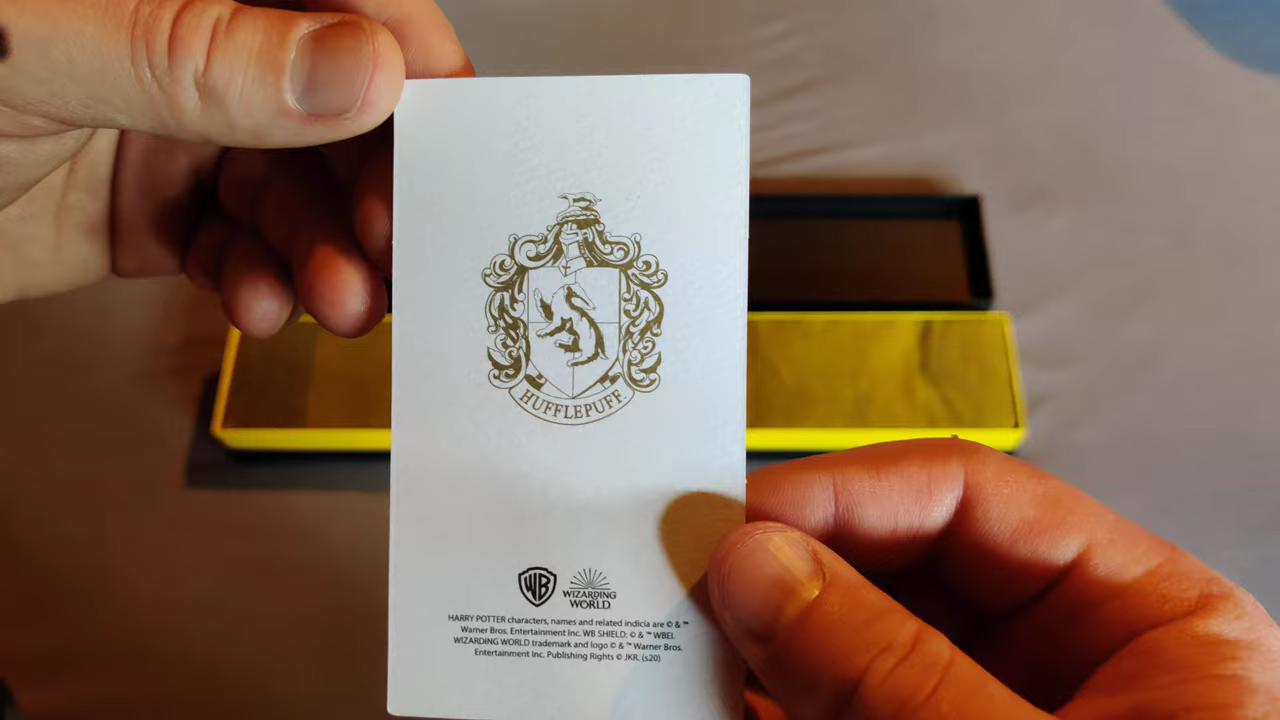 HUFFLEPUFF
WB
WIZARDING
WORLD
HARRY POTTER characters, names and related indicia are © & ™
Warner Bros. Entertainment Inc. WB SHIELD: © & ™ WBEI.
WIZARDING WORLD trademark and logo © & ™ Warner Bros.
Entertainment Inc. Publishing Rights © JKR. (s20)